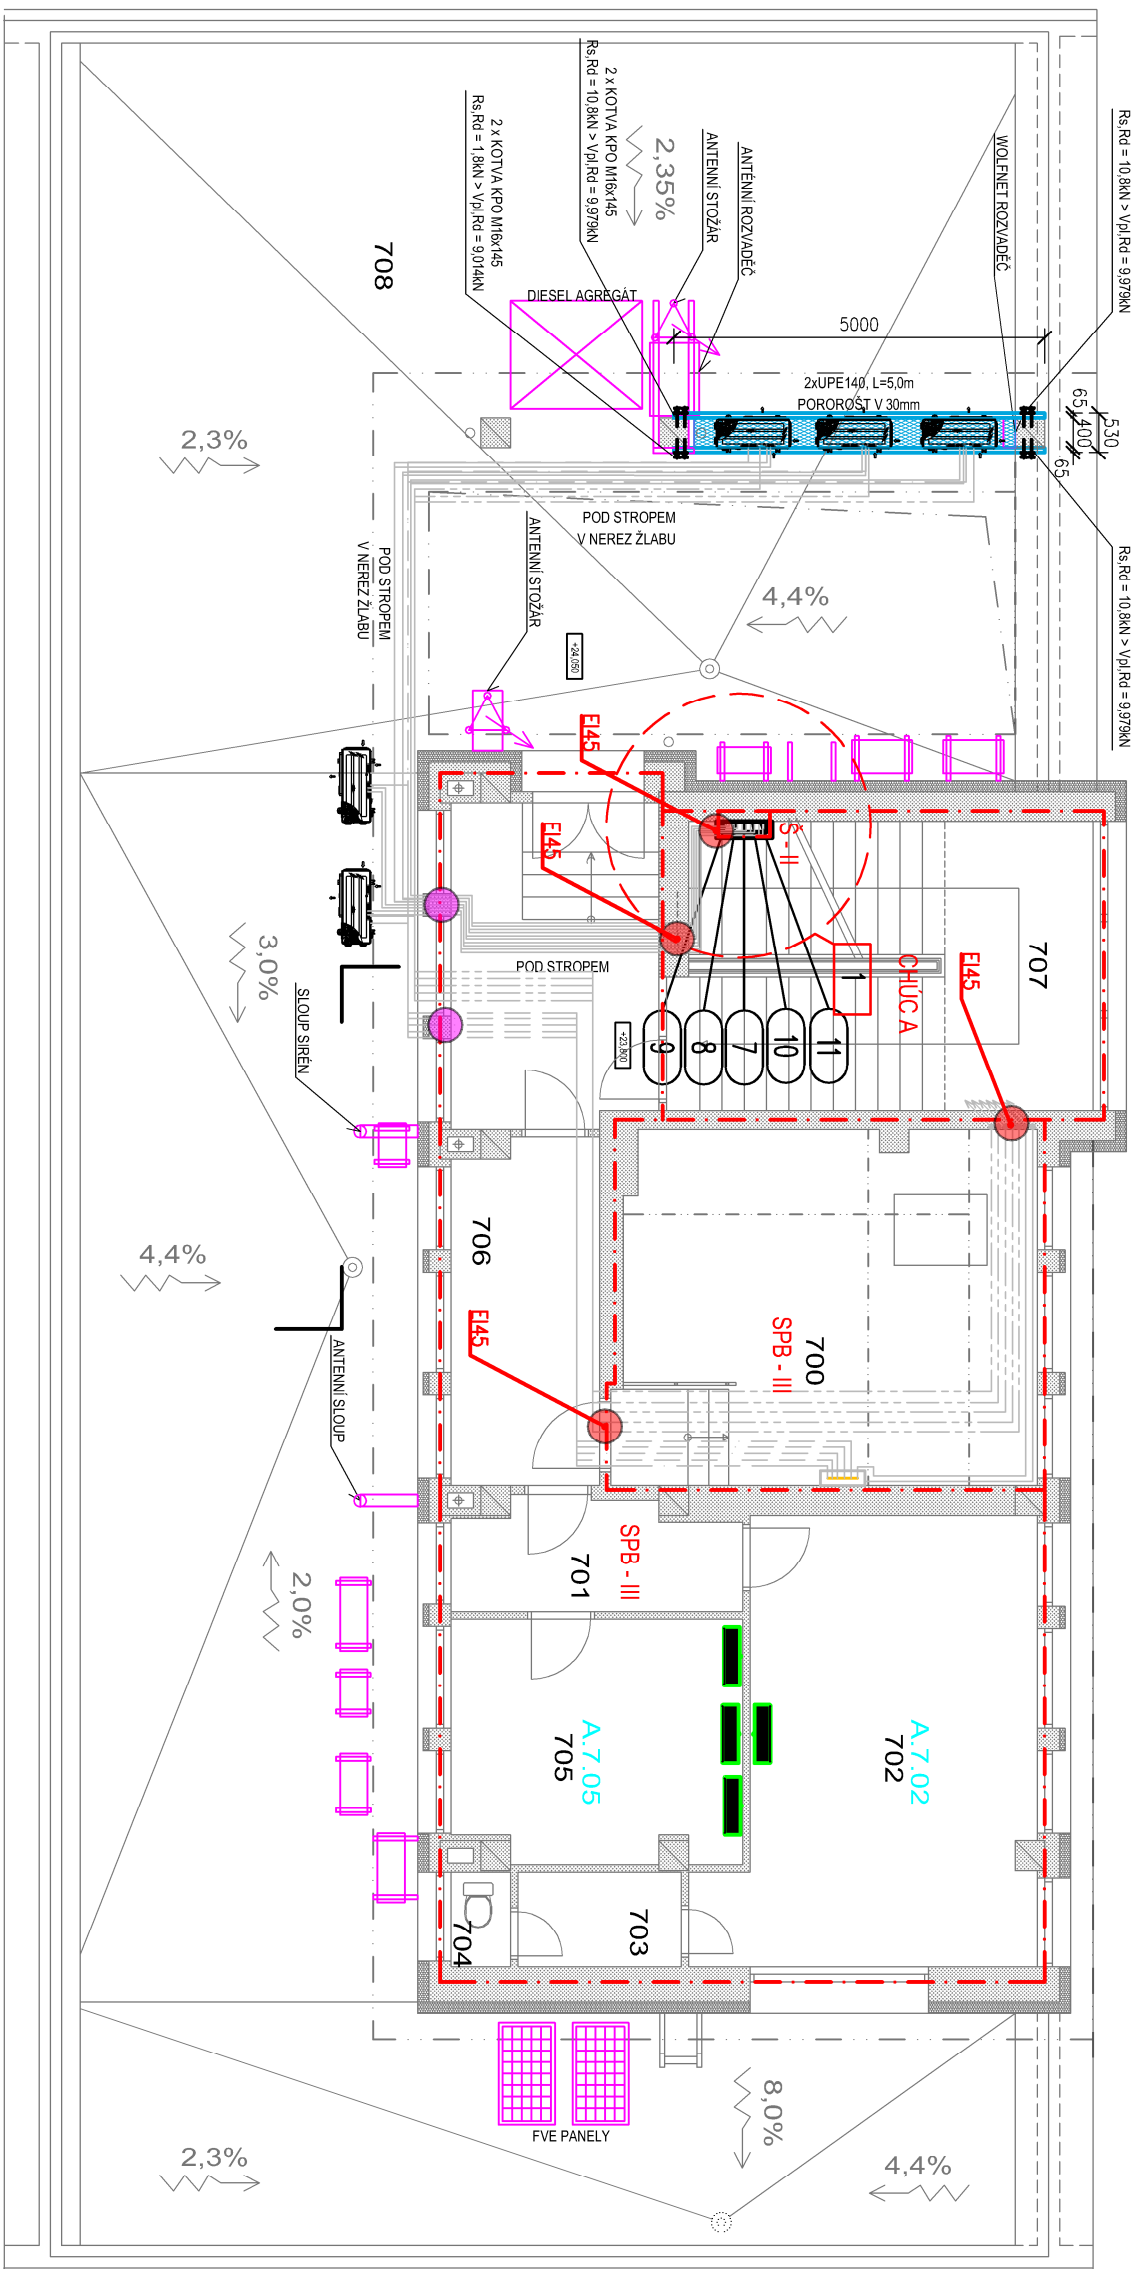 Rs,Rd = 10,8kN > Vpl,Rd = 9,979kN
WOLFNET ROZVADĚČ
2 x KOTVA KPO M16x145
Rs,Rd = 10,8kN > Vpl,Rd = 9,979kN
2 x KOTVA KPO M16x145
Rs,Rd = 1,8kN > Vpl,Rd = 9,014kN
2,35%
ANTENNÍ STOŽÁR
ANTÉNNÍ ROZVADĚČ
708
DIESEL AGREGÁT
5000
2xUPE140, L=5,0m
POROROŠT V 30mm
65
400
530
65
Rs,Rd = 10,8kN > Vpl,Rd = 9,979kN
2,3%
POD STROPEM
V NEREZ ŽLABU
POD STROPEM
V NEREZ ŽLABU
ANTENNÍ STOŽÁR
4,4%
+24,050
EI45
EI45
Š - II
CHÚC A
1
EI45
707
POD STROPEM
+23,800
9
8
7
10
11
3,0%
SLOUP SIRÉN
706
4,4%
EI45
700
SPB - III
ANTENNÍ SLOUP
SPB - III
701
2,0%
A.7.05
705
A.7.02
702
703
704
FVE PANELY
8,0%
2,3%
4,4%